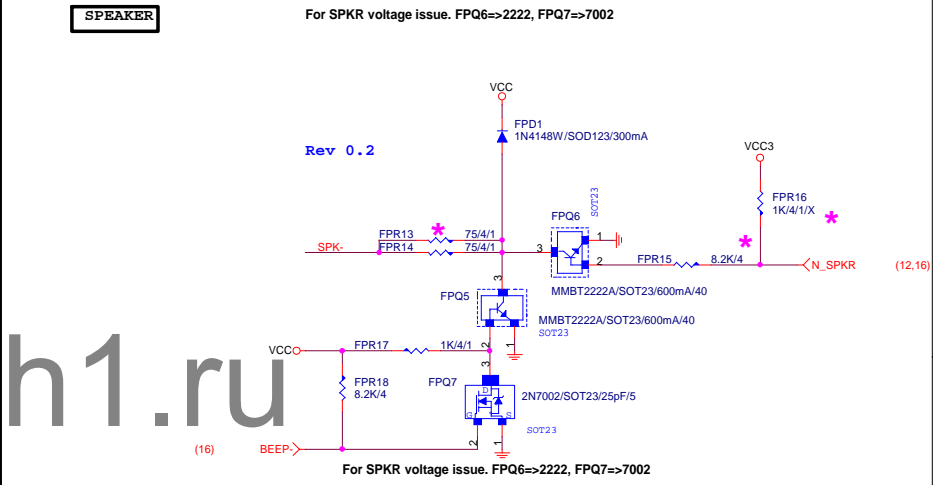 SPEAKER
For SPKR voltage issue. FPQ6=>2222, FPQ7=>7002
VCC
FPD1
1N4148W/SOD123/300mA
Rev 0.2
VCC3
FPR16
1K/4/1/X
*
SOT23
FPQ6
FPR13
*
75/4/1
1
*
SPK-
FPR14
75/4/1
3
2
FPR15
8.2K/4
N_SPKR
(12,16)
3
FPQ5
MMBT2222A/SOT23/600mA/40
MMBT2222A/SOT23/600mA/40
SOT23
2
1
VCC
FPR17
1K/4/1
3
h1.ru
FPR18
8.2K/4
FPQ7
D
G
S
2N7002/SOT23/25pF/5
SOT23
2
1
(16)
BEEP-
For SPKR voltage issue. FPQ6=>2222, FPQ7=>7002